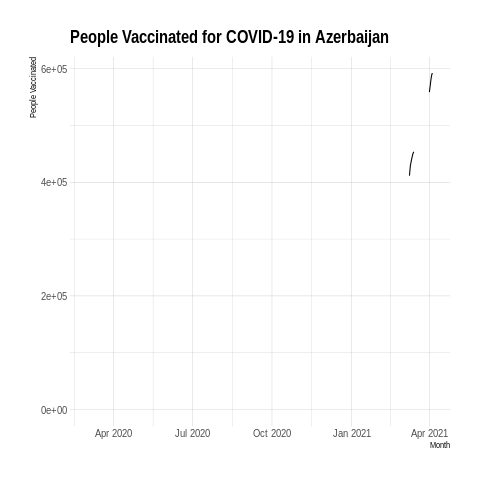 People Vaccinated for COVID-19 in Azerbaijan
People Vaccinated
6e+05
4e+05
2e+05
0e+00
Apr 2020 Jul 2020 Oct 2020 Jan 2021 Apr 2021
Month